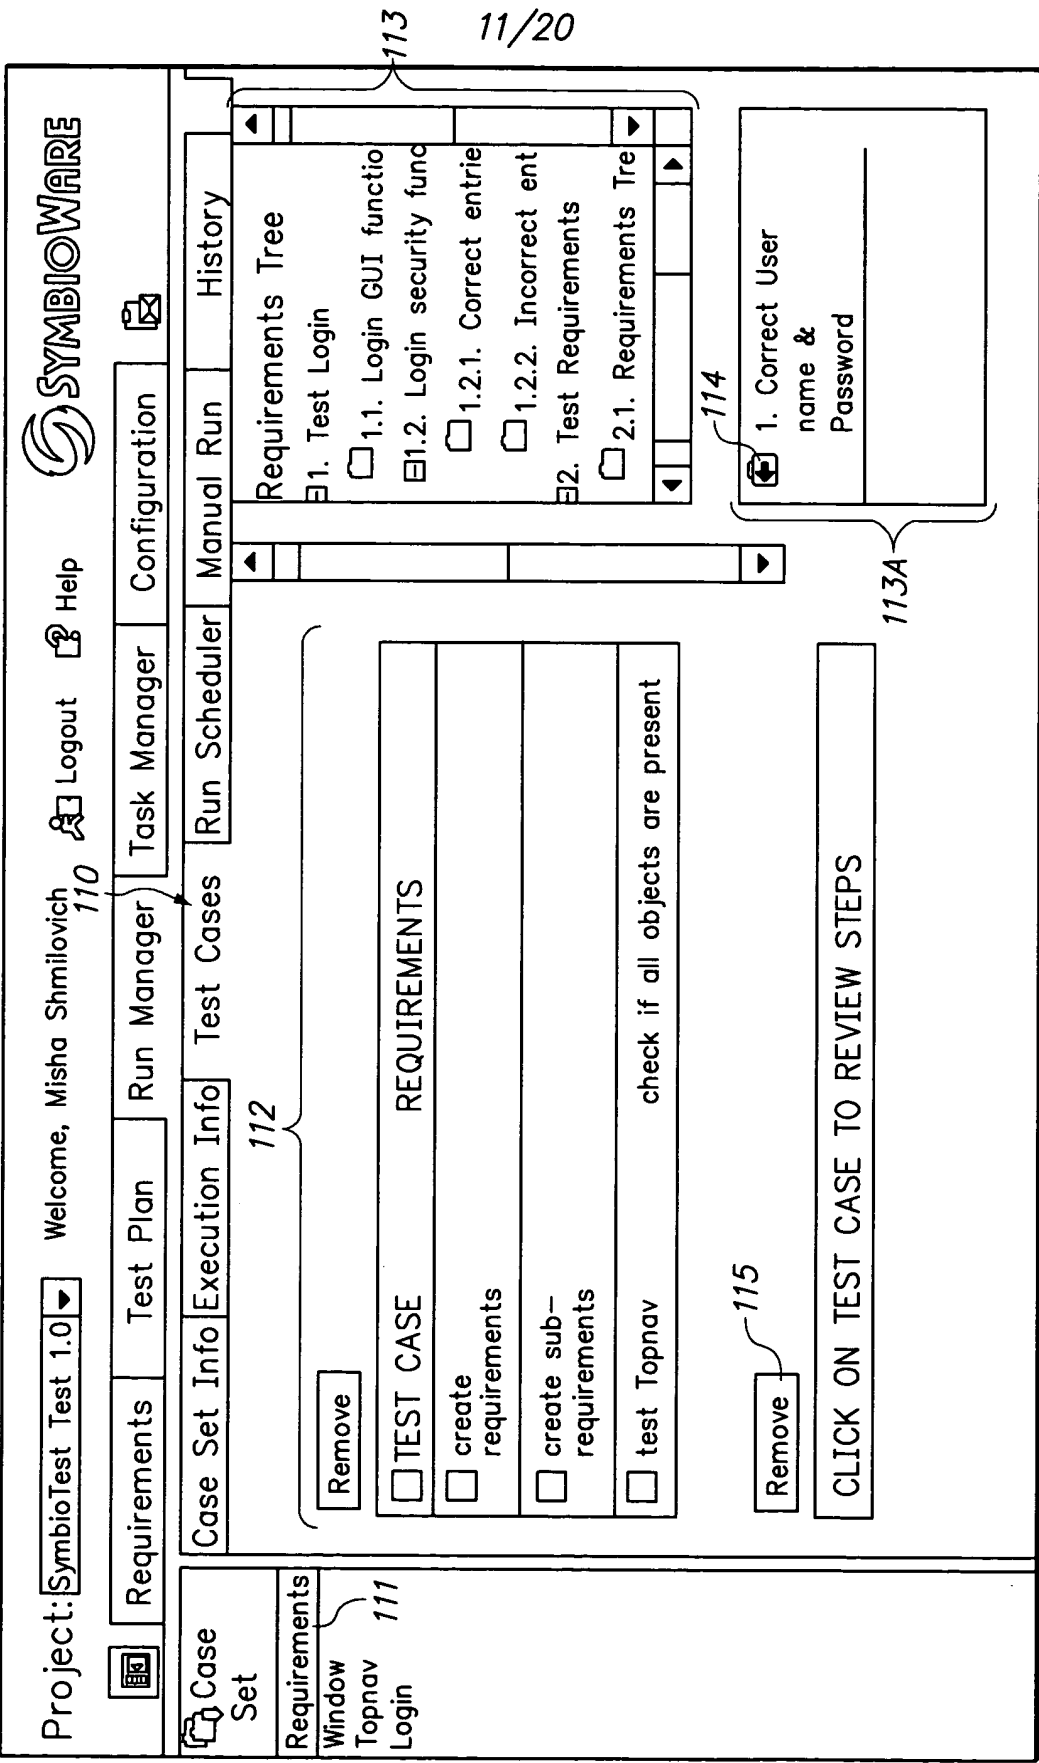 11/20
Project: SymbioTest Test 1.0 Welcome, Misha Shmilovich Logout Help SYMBIOWARE
Requirements Test Plan Run Manager Task Manager Configuration
110
Case Set Info Execution Info Test Cases Run Scheduler Manual Run History
Case
Set
Requirements
111
Window
Topnav
Login
112
Remove
TEST CASE REQUIREMENTS
create
requirements
create sub-
requirements
test Topnav check if all objects are present
Remove
115
CLICK ON TEST CASE TO REVIEW STEPS
113
Requirements Tree
1. Test Login
1.1. Login GUI functio
1.2. Login security func
1.2.1. Correct entrie
1.2.2. Incorrect ent
2. Test Requirements
2.1. Requirements Tre
114
1. Correct User
name &
Password
113A